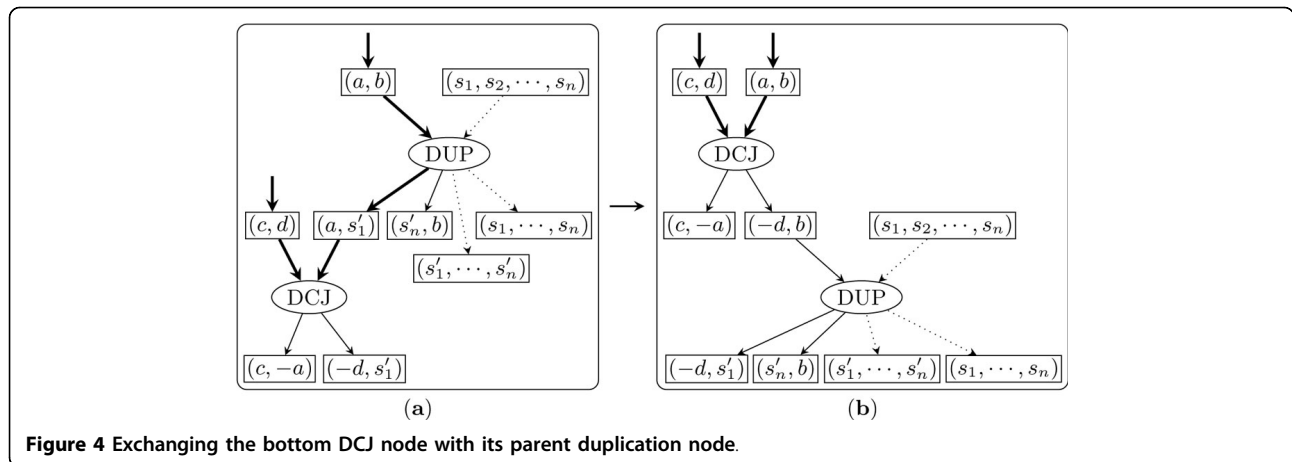 (a, b) (s₁, s₂, ⋯, sₙ)
DUP
(c, d) (a, s′₁) (s′ₙ, b) (s₁, ⋯, sₙ)
(s′₁, ⋯, s′ₙ)
DCJ
(c, −a) (−d, s′₁)
(a)
(c, d) (a, b)
DCJ
(c, −a) (−d, b) (s₁, s₂, ⋯, sₙ)
DUP
(−d, s′₁) (s′ₙ, b) (s′₁, ⋯, s′ₙ) (s₁, ⋯, sₙ)
(b)
Figure 4 Exchanging the bottom DCJ node with its parent duplication node.